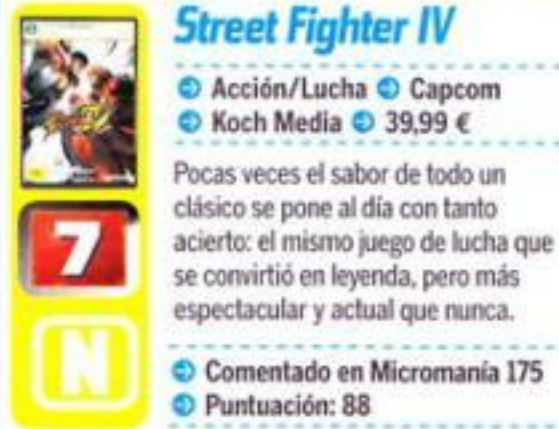 Street Fighter IV
Acción/Lucha Capcom
Koch Media 39,99 €
Pocas veces el sabor de todo un
clásico se pone al día con tanto
acierto: el mismo juego de lucha que
se convirtió en leyenda, pero más
espectacular y actual que nunca.
7
N
Comentado en Micromanía 175
Puntuación: 88